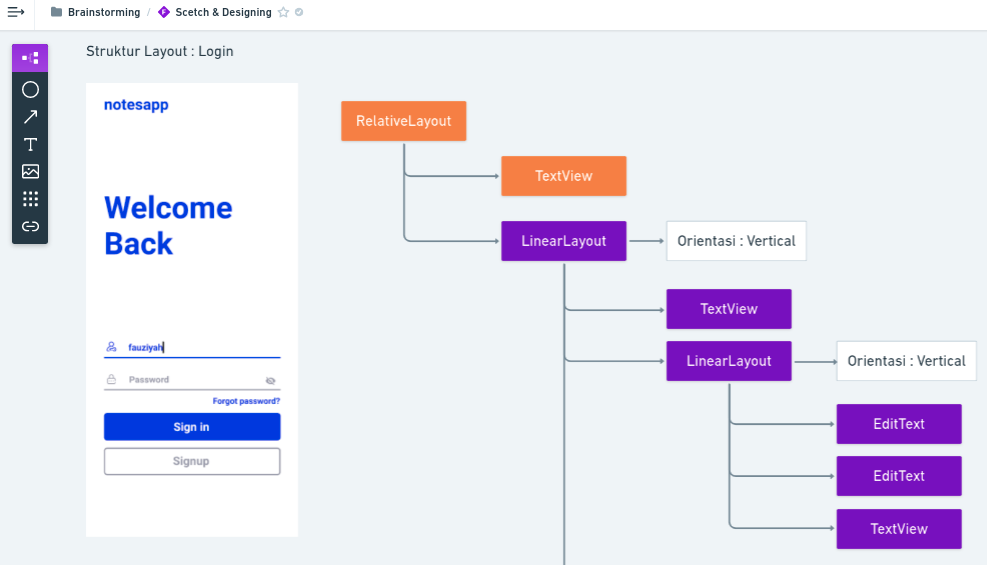 Brainstorming / Scetch & Designing
Struktur Layout : Login
notesapp
Welcome
Back
fauziyah
Password
Forgot password?
Sign in
Signup
RelativeLayout
TextView
LinearLayout
Orientasi : Vertical
TextView
LinearLayout
Orientasi : Vertical
EditText
EditText
TextView